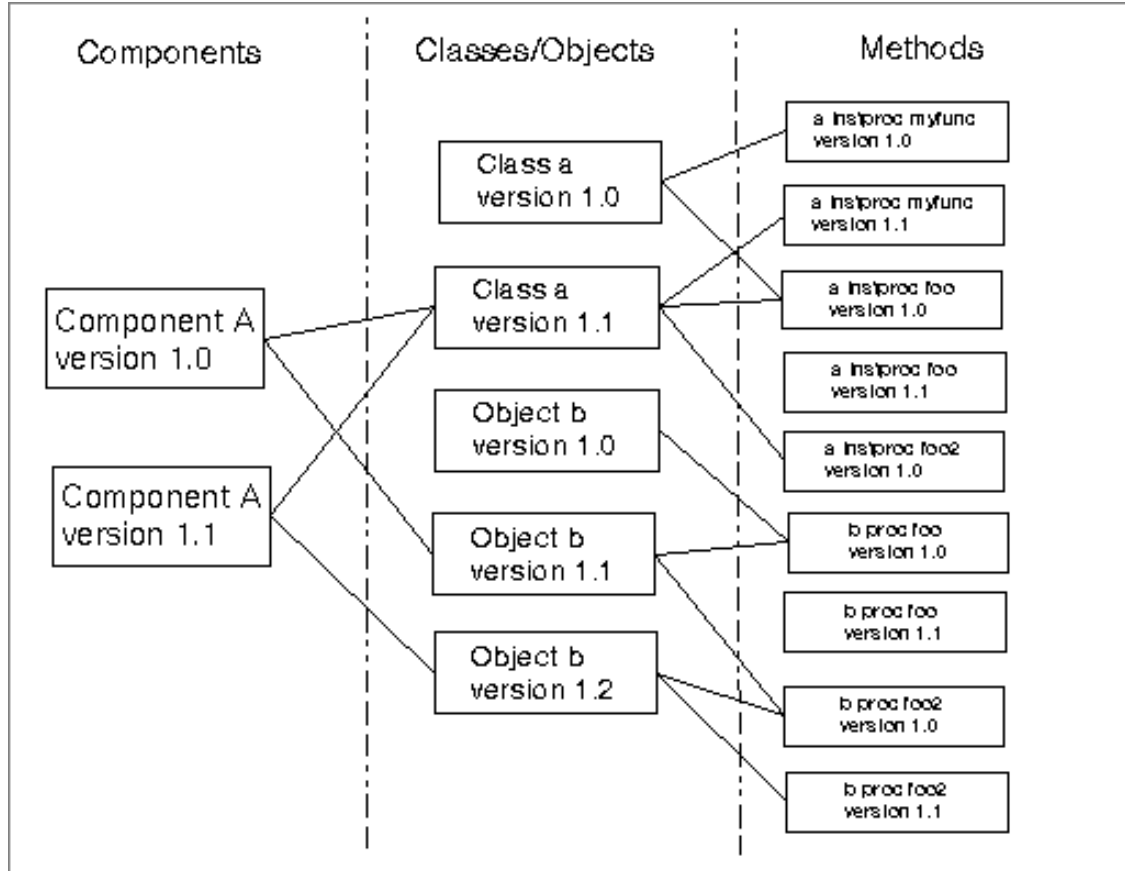 Components
Classes/Objects
Methods
Component A
version 1.0
Component A
version 1.1
Class a
version 1.0
Class a
version 1.1
Object b
version 1.0
Object b
version 1.1
Object b
version 1.2
a instproc myfunc
version 1.0
a instproc myfunc
version 1.1
a instproc foo
version 1.0
a instproc foo
version 1.1
a instproc foo2
version 1.0
b proc foo
version 1.0
b proc foo
version 1.1
b proc foo2
version 1.0
b proc foo2
version 1.1